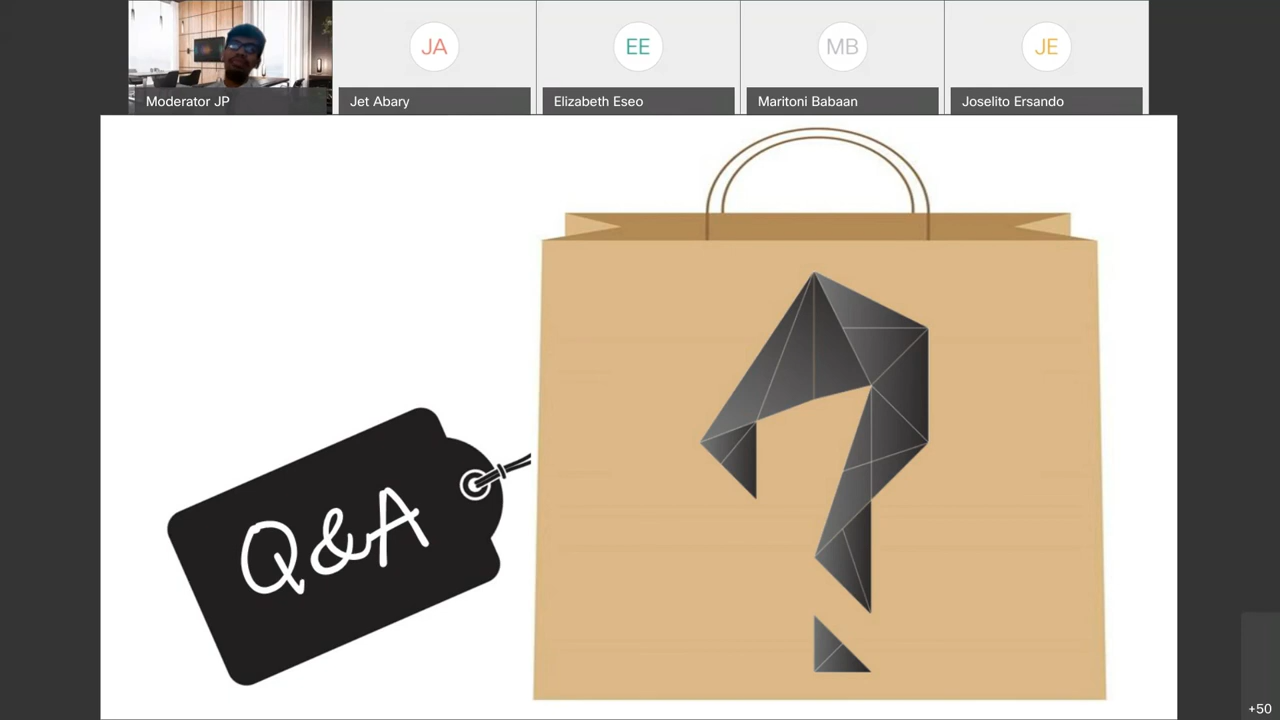 JA
EE
MB
JE
Moderator JP
Jet Abary
Elizabeth Eseo
Maritoni Babaan
Joselito Ersando
Q&A
?
+50